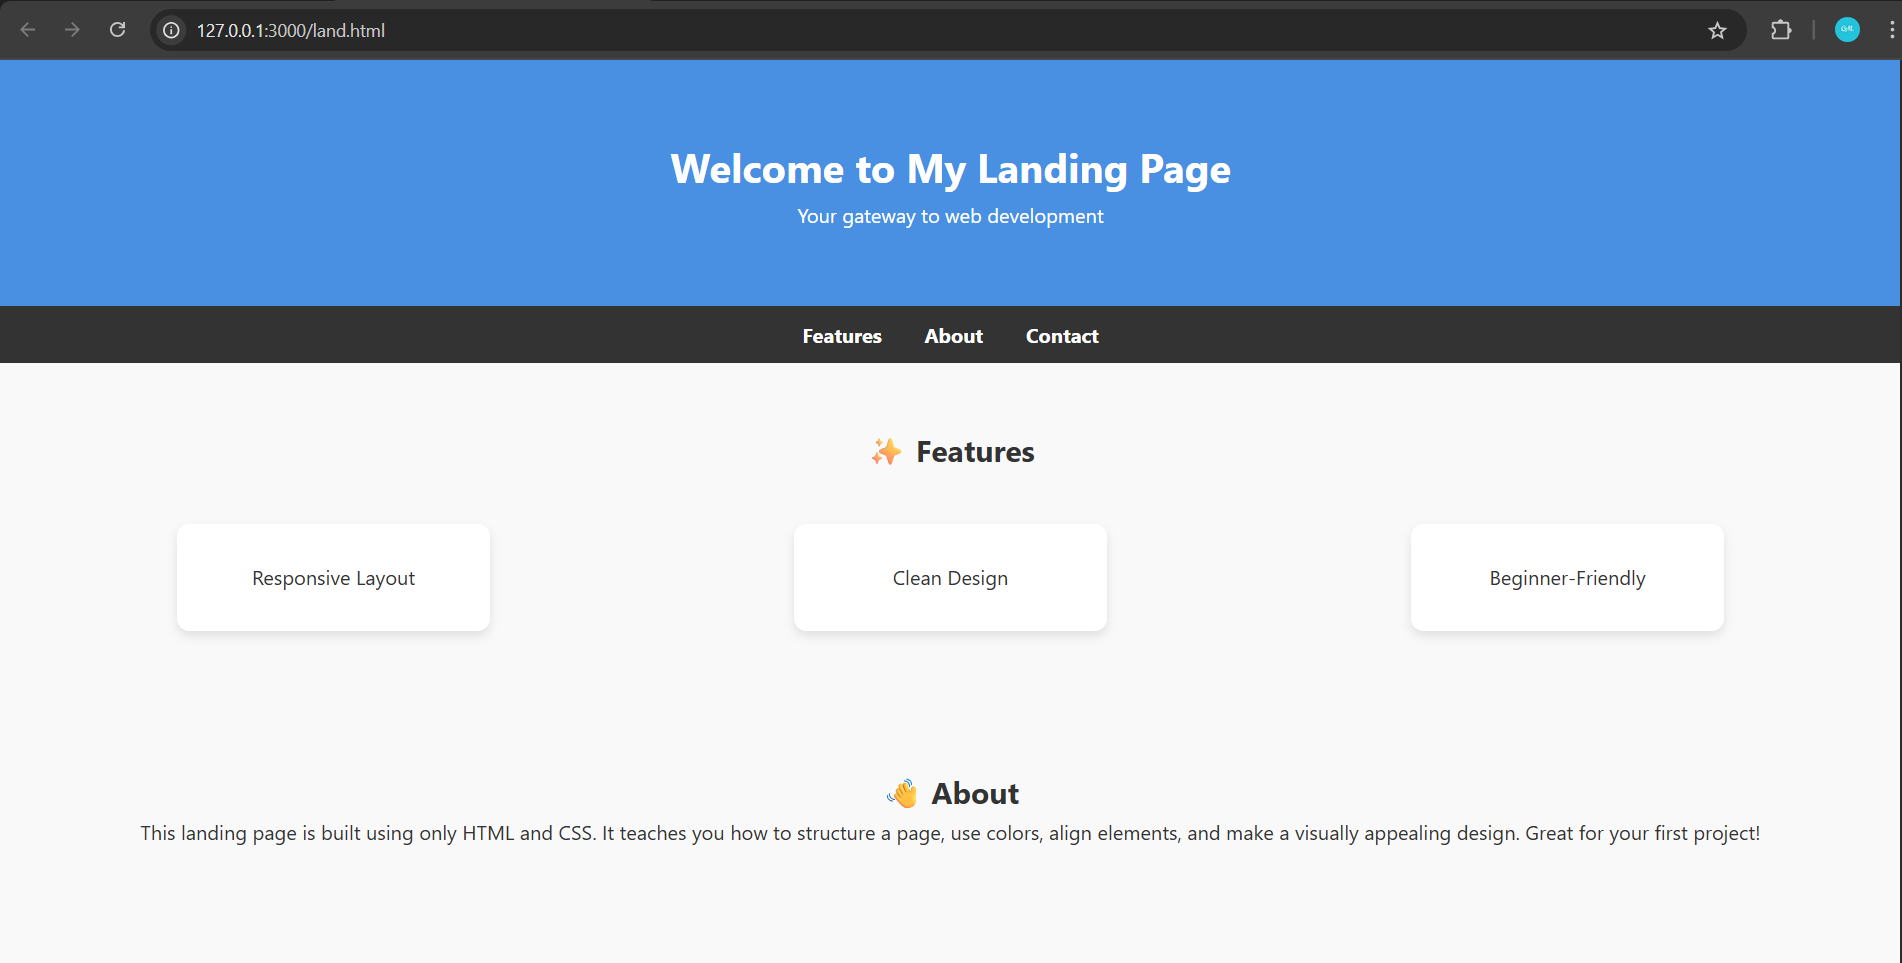 127.0.0.1:3000/land.html
Welcome to My Landing Page
Your gateway to web development
Features About Contact
✨ Features
Responsive Layout
Clean Design
Beginner-Friendly
👋 About
This landing page is built using only HTML and CSS. It teaches you how to structure a page, use colors, align elements, and make a visually appealing design. Great for your first project!